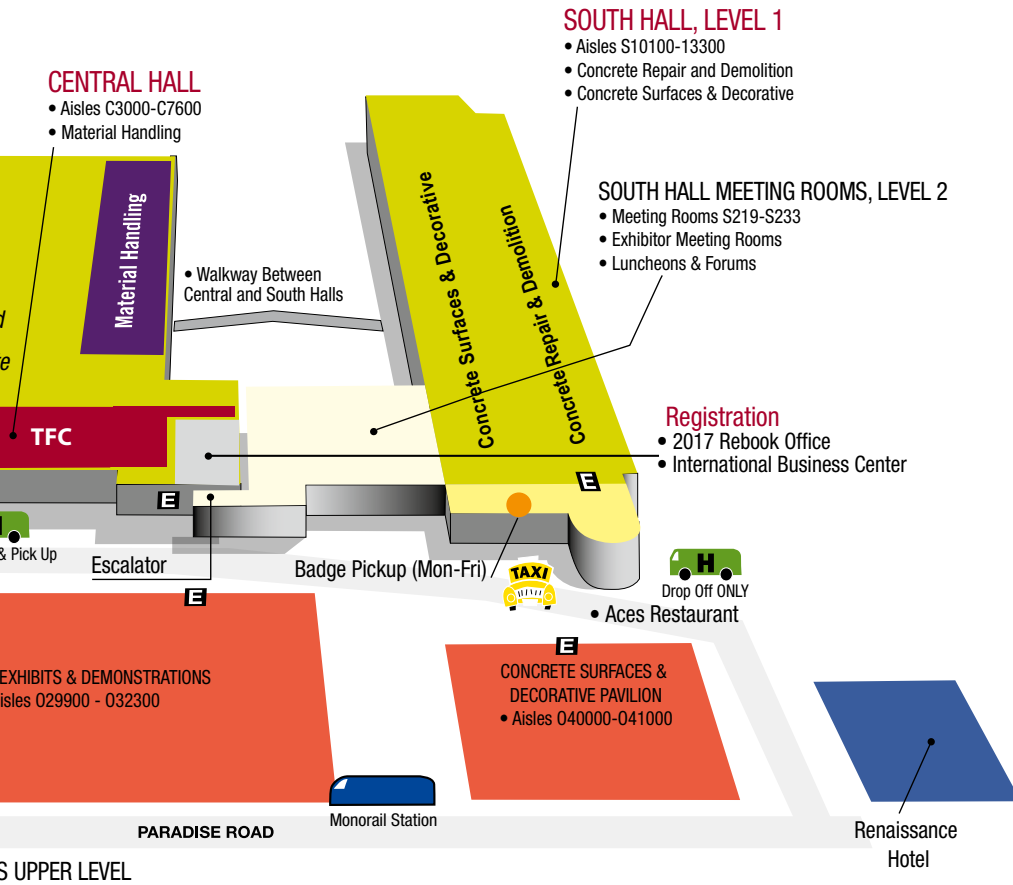 SOUTH HALL, LEVEL 1
• Aisles S10100-13300
• Concrete Repair and Demolition
• Concrete Surfaces & Decorative
CENTRAL HALL
• Aisles C3000-C7600
• Material Handling
SOUTH HALL MEETING ROOMS, LEVEL 2
• Meeting Rooms S219-S233
• Exhibitor Meeting Rooms
• Luncheons & Forums
Material Handling
Concrete Surfaces & Decorative
Concrete Repair & Demolition
• Walkway Between
Central and South Halls
TFC
Registration
• 2017 Rebook Office
• International Business Center
E
E
& Pick Up
Escalator
Badge Pickup (Mon-Fri)
TAXI
H
Drop Off ONLY
• Aces Restaurant
E
E
EXHIBITS & DEMONSTRATIONS
isles O29900 - O32300
CONCRETE SURFACES &
DECORATIVE PAVILION
• Aisles O40000-O41000
Monorail Station
PARADISE ROAD
Renaissance
Hotel
S UPPER LEVEL